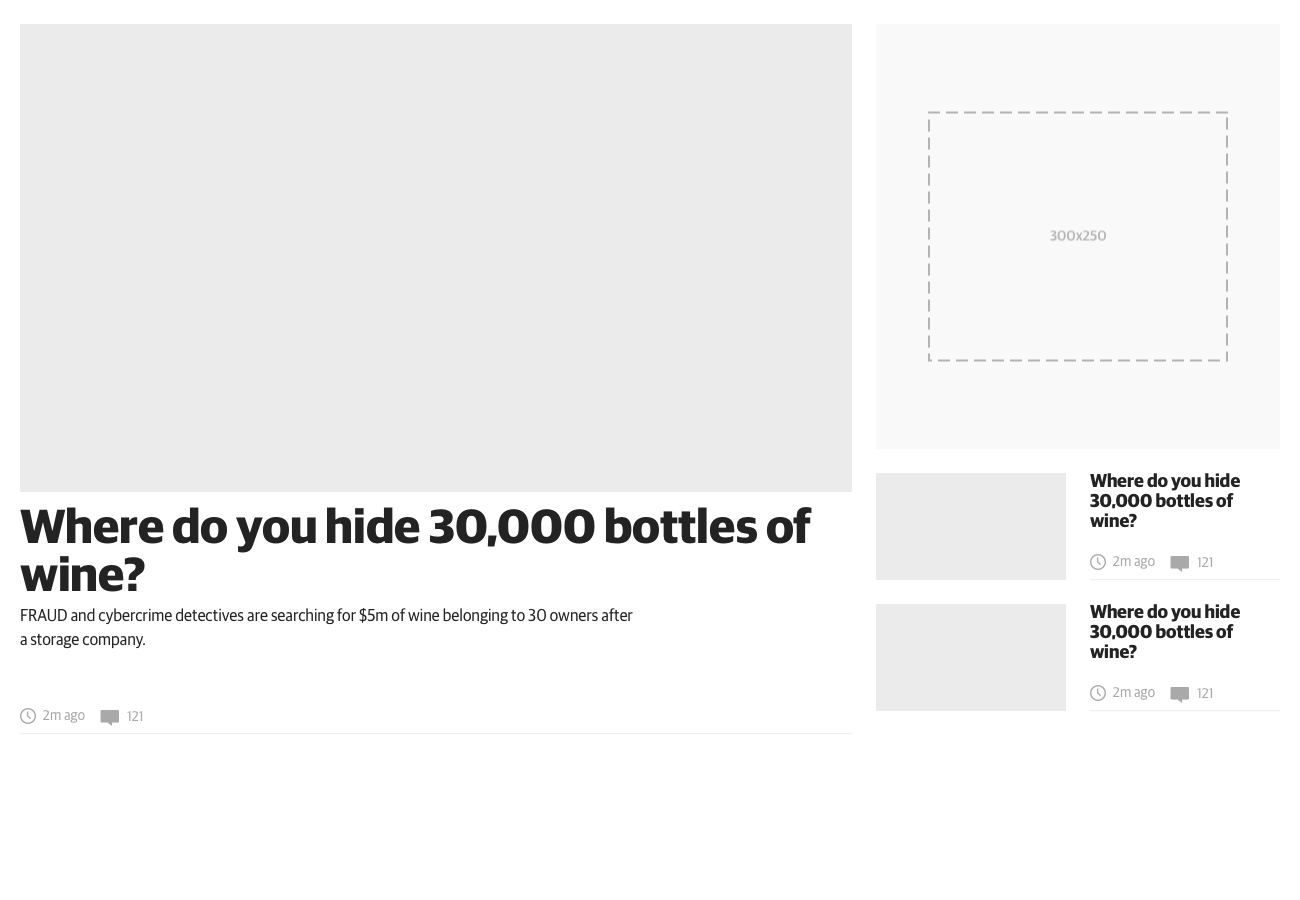 Where do you hide 30,000 bottles of
wine?
FRAUD and cybercrime detectives are searching for $5m of wine belonging to 30 owners after
a storage company.
2m ago 121
300x250
Where do you hide
30,000 bottles of
wine?
2m ago 121
Where do you hide
30,000 bottles of
wine?
2m ago 121